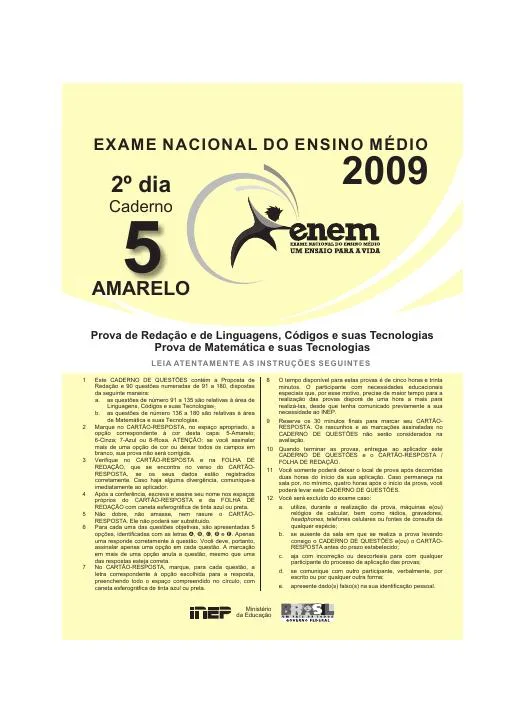 EXAME NACIONAL DO ENSINO MÉDIO
2009
2º dia
Caderno
5
AMARELO
enem
EXAME NACIONAL DO ENSINO MÉDIO
UM ENSAIO PARA A VIDA
Prova de Redação e de Linguagens, Códigos e suas Tecnologias
Prova de Matemática e suas Tecnologias
LEIA ATENTAMENTE AS INSTRUÇÕES SEGUINTES
1 Este CADERNO DE QUESTÕES contém a Proposta de
Redação e 90 questões numeradas de 91 a 180, dispostas
da seguinte maneira:
a. as questões de número 91 a 135 são relativas à área de
Linguagens, Códigos e suas Tecnologias;
b. as questões de número 136 a 180 são relativas à área
de Matemática e suas Tecnologias.
2 Marque no CARTÃO-RESPOSTA, no espaço apropriado, a
opção correspondente à cor desta capa: 5-Amarelo;
6-Cinza; 7-Azul ou 8-Rosa. ATENÇÃO: se você assinalar
mais de uma opção de cor ou deixar todos os campos em
branco, sua prova não será corrigida.
3 Verifique no CARTÃO-RESPOSTA e na FOLHA DE
REDAÇÃO, que se encontra no verso do CARTÃO-
RESPOSTA, se os seus dados estão registrados
corretamente. Caso haja alguma divergência, comunique-a
imediatamente ao aplicador.
4 Após a conferência, escreva e assine seu nome nos espaços
próprios do CARTÃO-RESPOSTA e da FOLHA DE
REDAÇÃO com caneta esferográfica de tinta azul ou preta.
5 Não dobre, não amasse, nem rasure o CARTÃO-
RESPOSTA. Ele não poderá ser substituído.
6 Para cada uma das questões objetivas, são apresentadas 5
opções, identificadas com as letras A, B, C, D e E. Apenas
uma responde corretamente à questão. Você deve, portanto,
assinalar apenas uma opção em cada questão. A marcação
em mais de uma opção anula a questão, mesmo que uma
das respostas esteja correta.
7 No CARTÃO-RESPOSTA, marque, para cada questão, a
letra correspondente à opção escolhida para a resposta,
preenchendo todo o espaço compreendido no círculo, com
caneta esferográfica de tinta azul ou preta.
8 O tempo disponível para estas provas é de cinco horas e trinta
minutos. O participante com necessidades educacionais
especiais que, por esse motivo, precise de maior tempo para a
realização das provas disporá de uma hora a mais para
realizá-las, desde que tenha comunicado previamente a sua
necessidade ao INEP.
9 Reserve os 30 minutos finais para marcar seu CARTÃO-
RESPOSTA. Os rascunhos e as marcações assinaladas no
CADERNO DE QUESTÕES não serão considerados na
avaliação.
10 Quando terminar as provas, entregue ao aplicador este
CADERNO DE QUESTÕES e o CARTÃO-RESPOSTA /
FOLHA DE REDAÇÃO.
11 Você somente poderá deixar o local de prova após decorridas
duas horas do início da sua aplicação. Caso permaneça na
sala por, no mínimo, quatro horas após o início da prova, você
poderá levar este CADERNO DE QUESTÕES.
12 Você será excluído do exame caso:
a. utilize, durante a realização da prova, máquinas e(ou)
relógios de calcular, bem como rádios, gravadores,
headphones, telefones celulares ou fontes de consulta de
qualquer espécie;
b. se ausente da sala em que se realiza a prova levando
consigo o CADERNO DE QUESTÕES e(ou) o CARTÃO-
RESPOSTA antes do prazo estabelecido;
c. aja com incorreção ou descortesia para com qualquer
participante do processo de aplicação das provas;
d. se comunique com outro participante, verbalmente, por
escrito ou por qualquer outra forma;
e. apresente dado(s) falso(s) na sua identificação pessoal.
INEP
Ministério
da Educação
BRASIL
UM PAÍS DE TODOS
GOVERNO FEDERAL